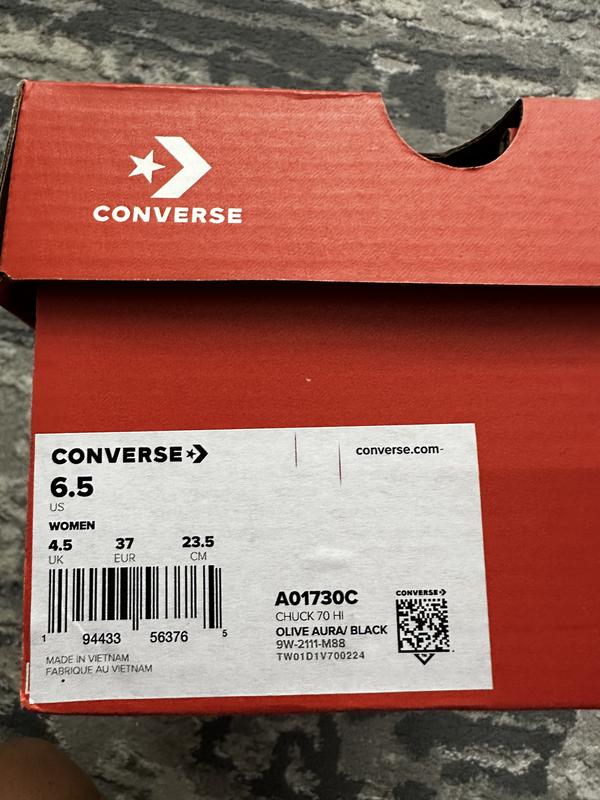 CONVERSE
CONVERSE
converse.com
6.5
US
WOMEN
4.5 37 23.5
UK EUR CM
1 94433 56376 5
MADE IN VIETNAM
FABRIQUE AU VIETNAM
A01730C
CHUCK 70 HI
OLIVE AURA/ BLACK
9W-2111-M88
TW01D1V700224
CONVERSE